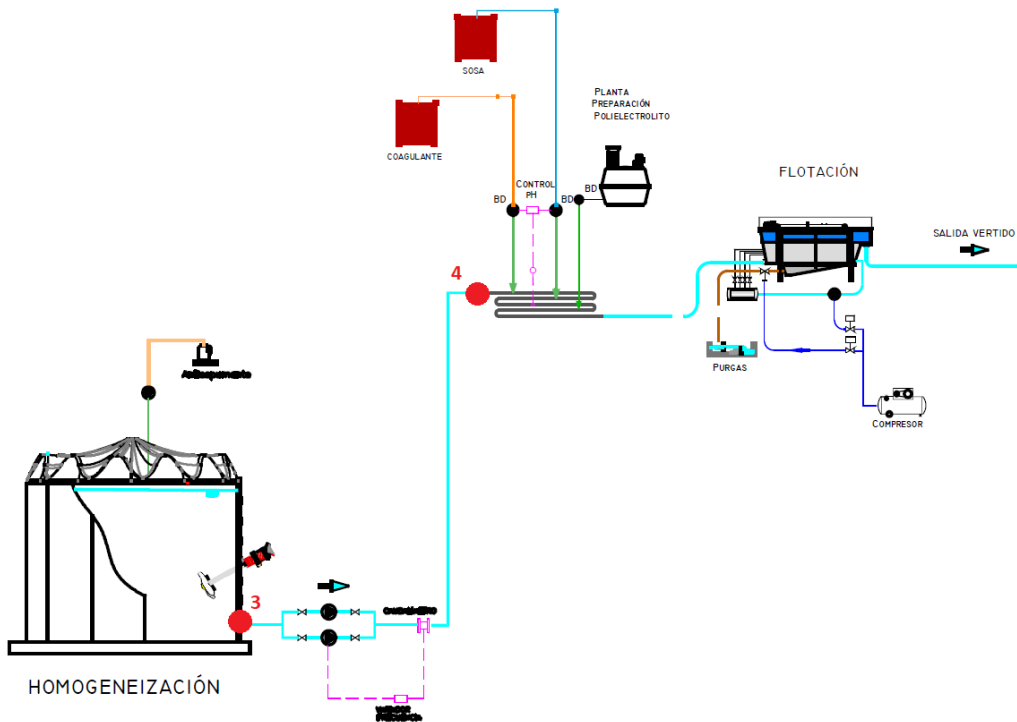 SOSA
COAGULANTE
PLANTA
PREPARACIÓN
POLIELECTROLITO
CONTROL
PH
BD
BD
BD
FLOTACIÓN
SALIDA VERTIDO
4
PURGAS
COMPRESOR
3
HOMOGENEIZACIÓN